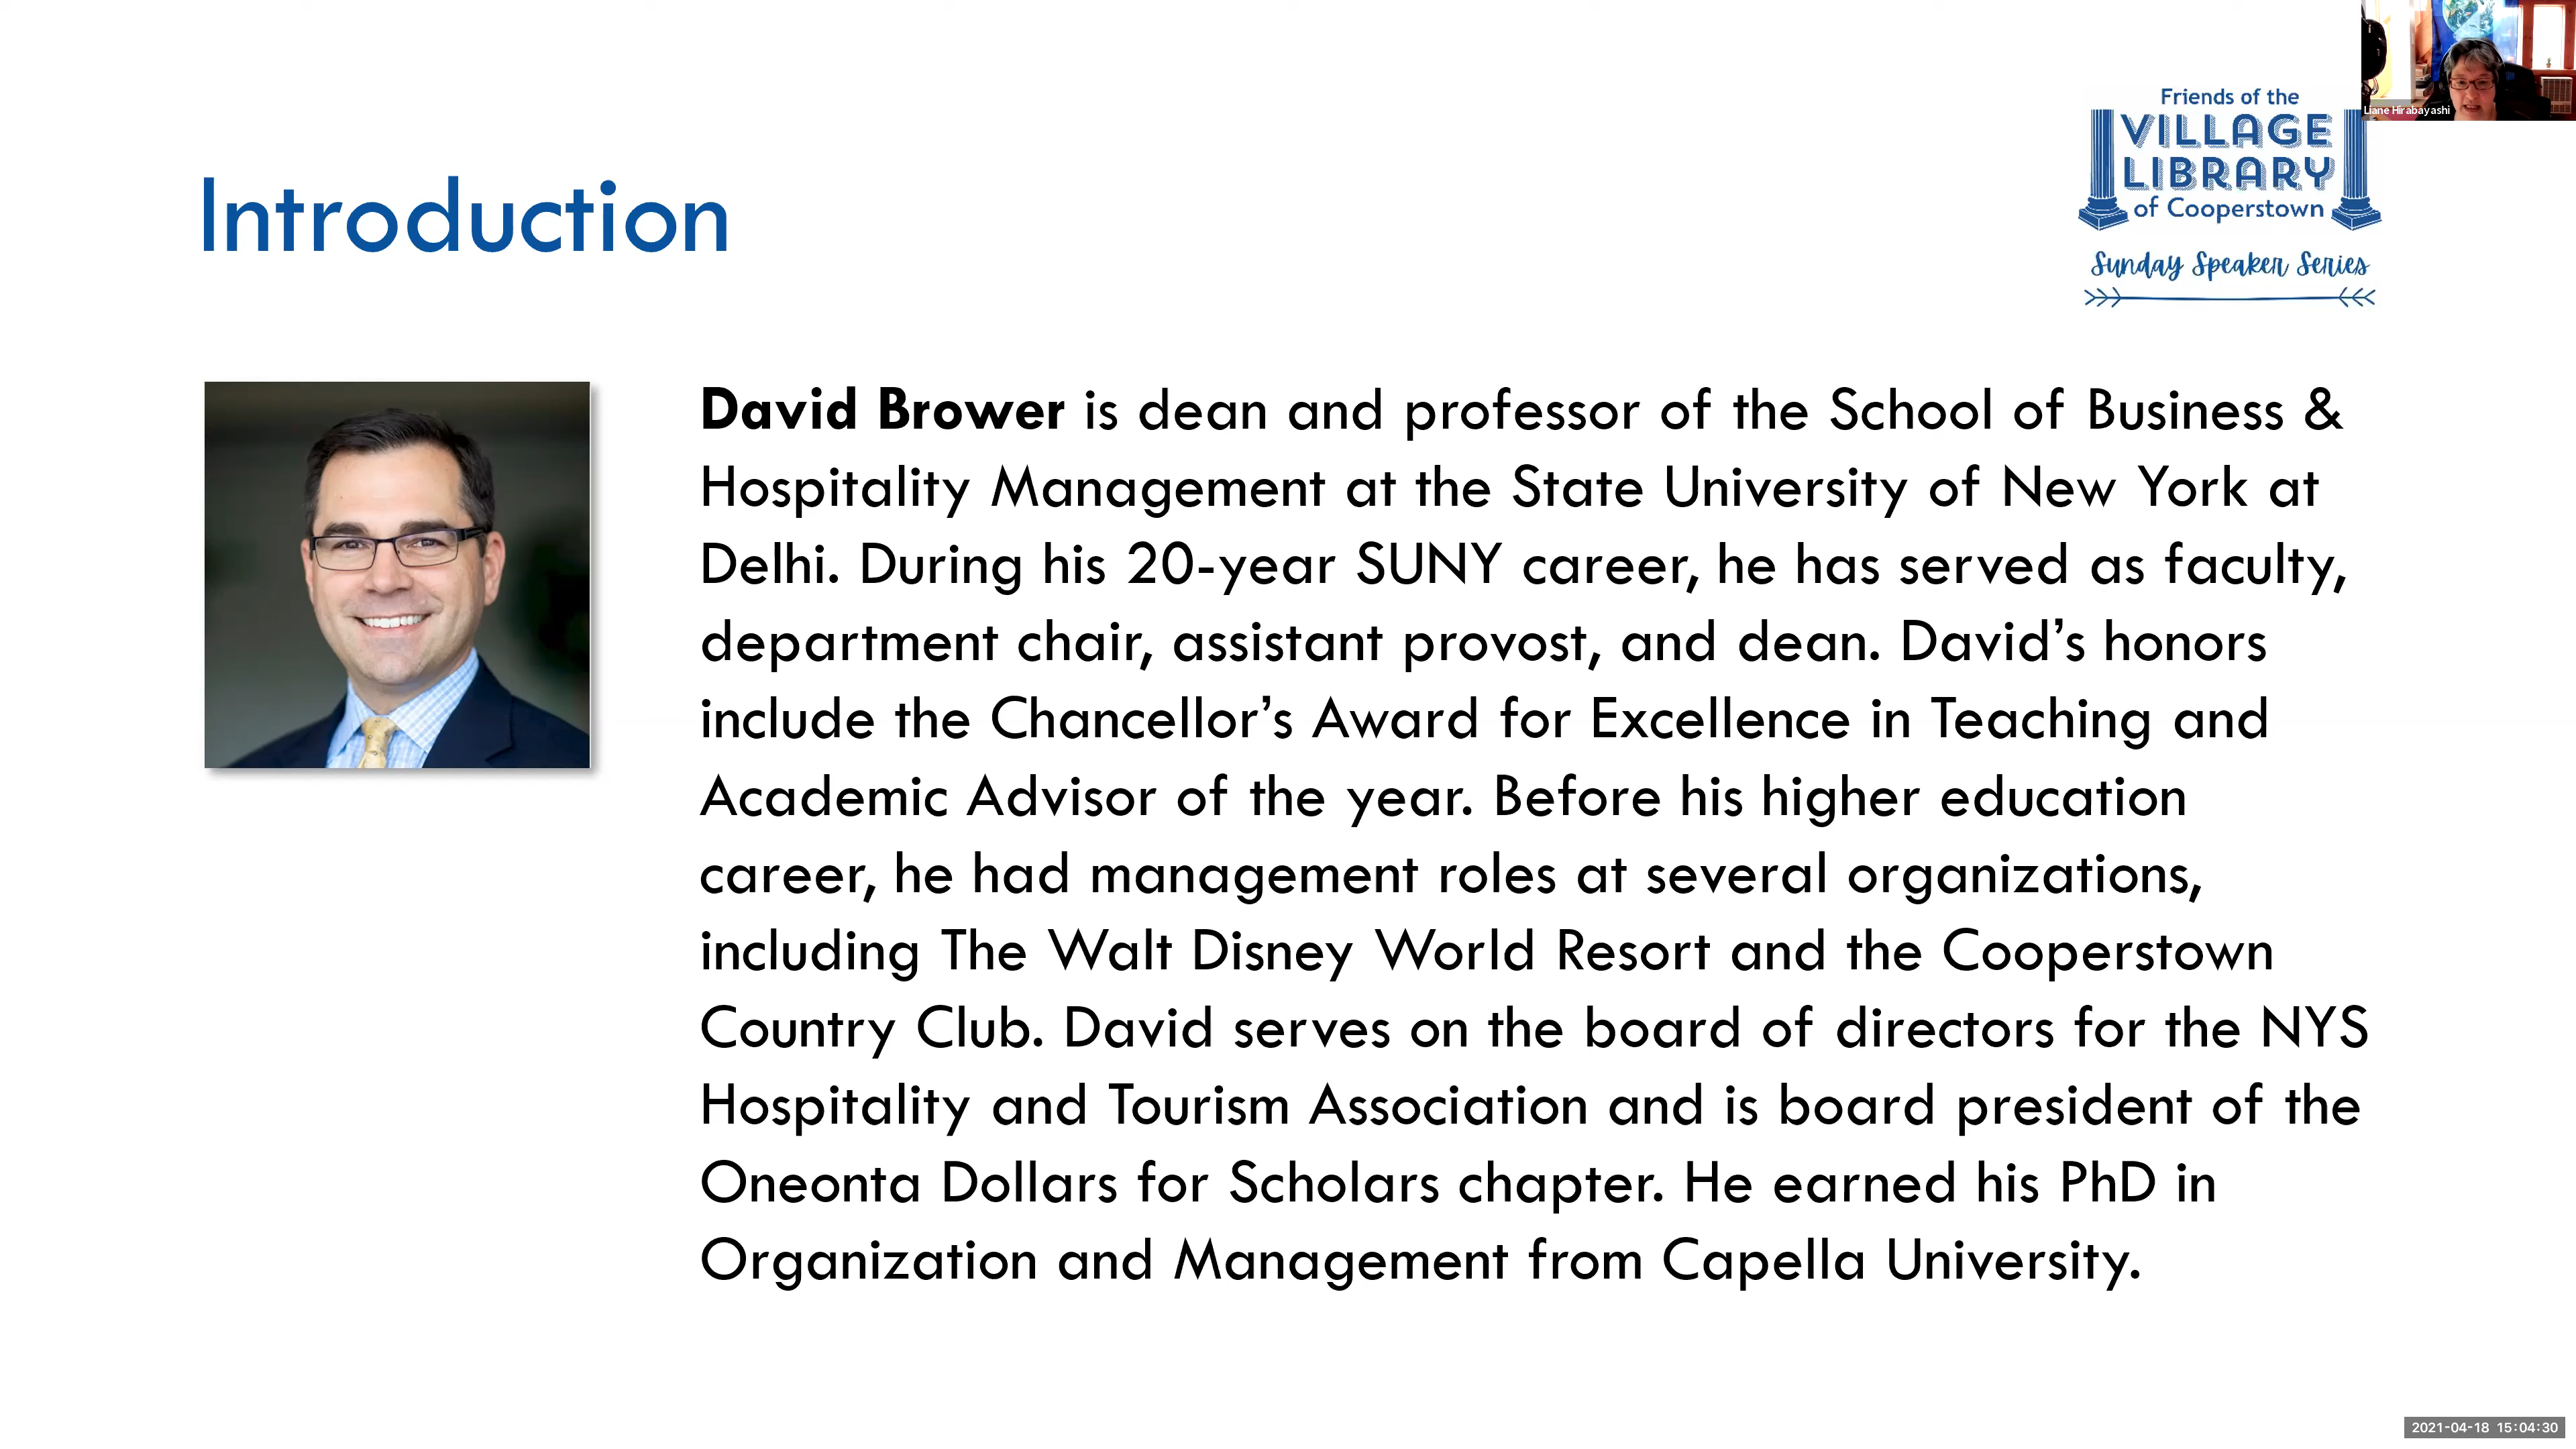 Liane Hirabayashi
Friends of the
VILLAGE
LIBRARY
of Cooperstown
Sunday Speaker Series
Introduction
David Brower is dean and professor of the School of Business &
Hospitality Management at the State University of New York at
Delhi. During his 20-year SUNY career, he has served as faculty,
department chair, assistant provost, and dean. David’s honors
include the Chancellor’s Award for Excellence in Teaching and
Academic Advisor of the year. Before his higher education
career, he had management roles at several organizations,
including The Walt Disney World Resort and the Cooperstown
Country Club. David serves on the board of directors for the NYS
Hospitality and Tourism Association and is board president of the
Oneonta Dollars for Scholars chapter. He earned his PhD in
Organization and Management from Capella University.
2021-04-18 15:04:30